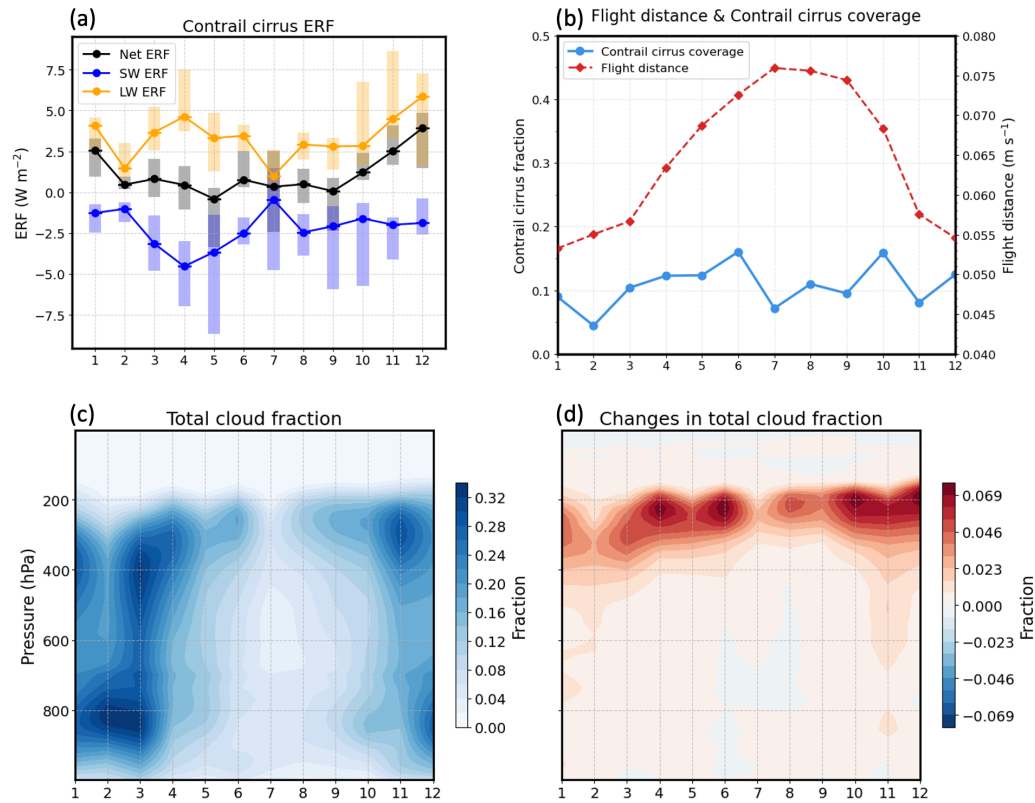 (a)
Contrail cirrus ERF
Net ERF
SW ERF
LW ERF
ERF (W m⁻²)
7.5
5.0
2.5
0.0
−2.5
−5.0
−7.5
1 2 3 4 5 6 7 8 9 10 11 12
(b)
Flight distance & Contrail cirrus coverage
Contrail cirrus coverage
Flight distance
Contrail cirrus fraction
0.5
0.4
0.3
0.2
0.1
0.0
Flight distance (m s⁻¹)
0.080
0.075
0.070
0.065
0.060
0.055
0.050
0.045
0.040
1 2 3 4 5 6 7 8 9 10 11 12
(c)
Total cloud fraction
Pressure (hPa)
200
400
600
800
1 2 3 4 5 6 7 8 9 10 11 12
0.32
0.28
0.24
0.20
0.16
0.12
0.08
0.04
0.00
Fraction
(d)
Changes in total cloud fraction
1 2 3 4 5 6 7 8 9 10 11 12
0.069
0.046
0.023
0.000
−0.023
−0.046
−0.069
Fraction